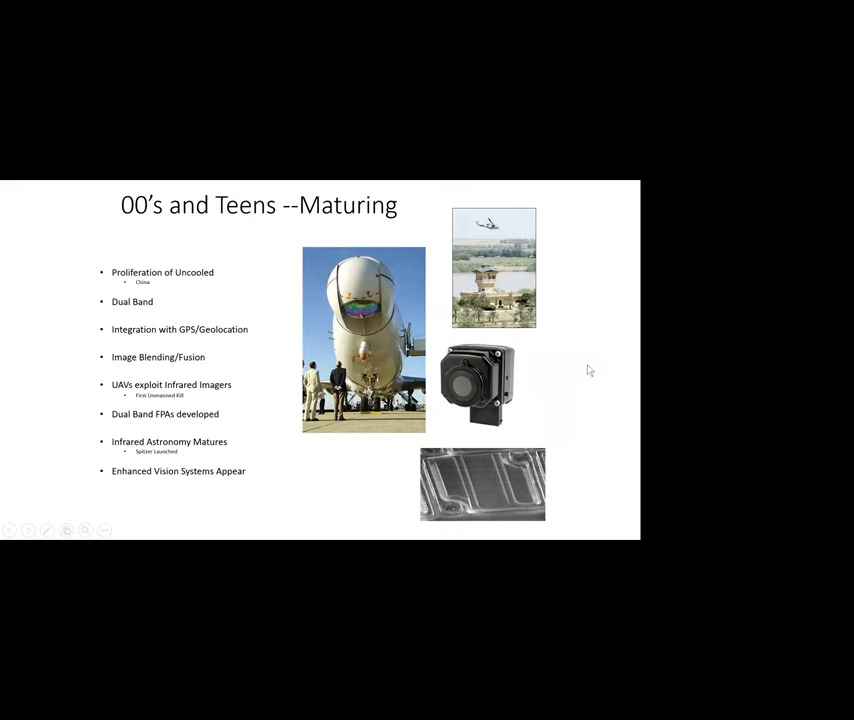 00's and Teens --Maturing
• Proliferation of Uncooled
• China
• Dual Band
• Integration with GPS/Geolocation
• Image Blending/Fusion
• UAVs exploit Infrared Imagers
• First Unmanned Kill
• Dual Band FPAs developed
• Infrared Astronomy Matures
• Spitzer Launched
• Enhanced Vision Systems Appear